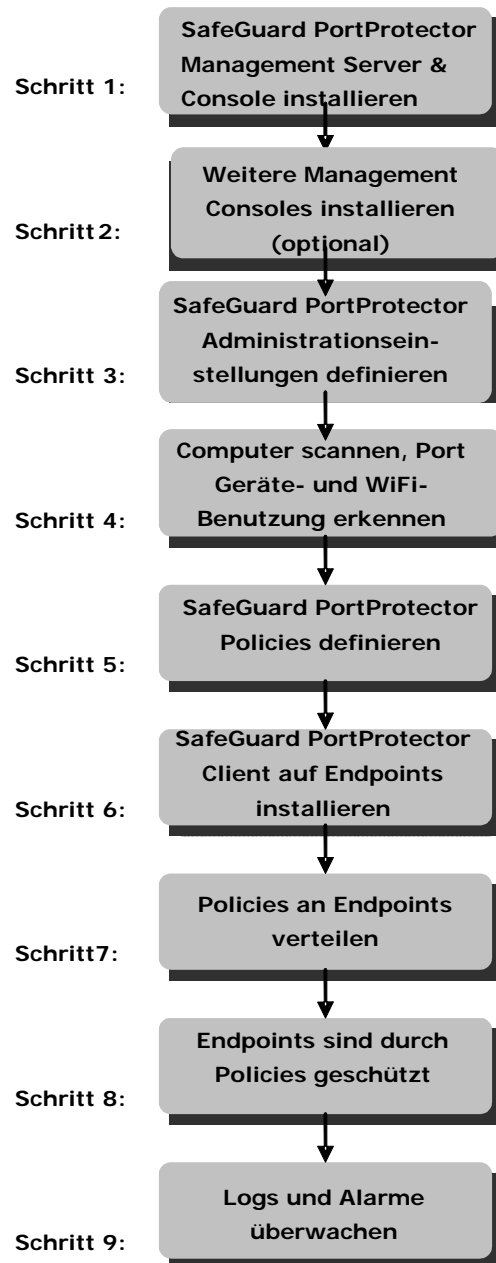 SafeGuard PortProtector
Management Server &
Console installieren
Schritt 1:
Weitere Management
Consoles installieren
(optional)
Schritt2:
SafeGuard PortProtector
Administrationsein-
stellungen definieren
Schritt 3:
Computer scannen, Port
Geräte- und WiFi-
Benutzung erkennen
Schritt 4:
SafeGuard PortProtector
Policies definieren
Schritt 5:
SafeGuard PortProtector
Client auf Endpoints
installieren
Schritt 6:
Policies an Endpoints
verteilen
Schritt7:
Endpoints sind durch
Policies geschützt
Schritt 8:
Logs und Alarme
überwachen
Schritt 9: